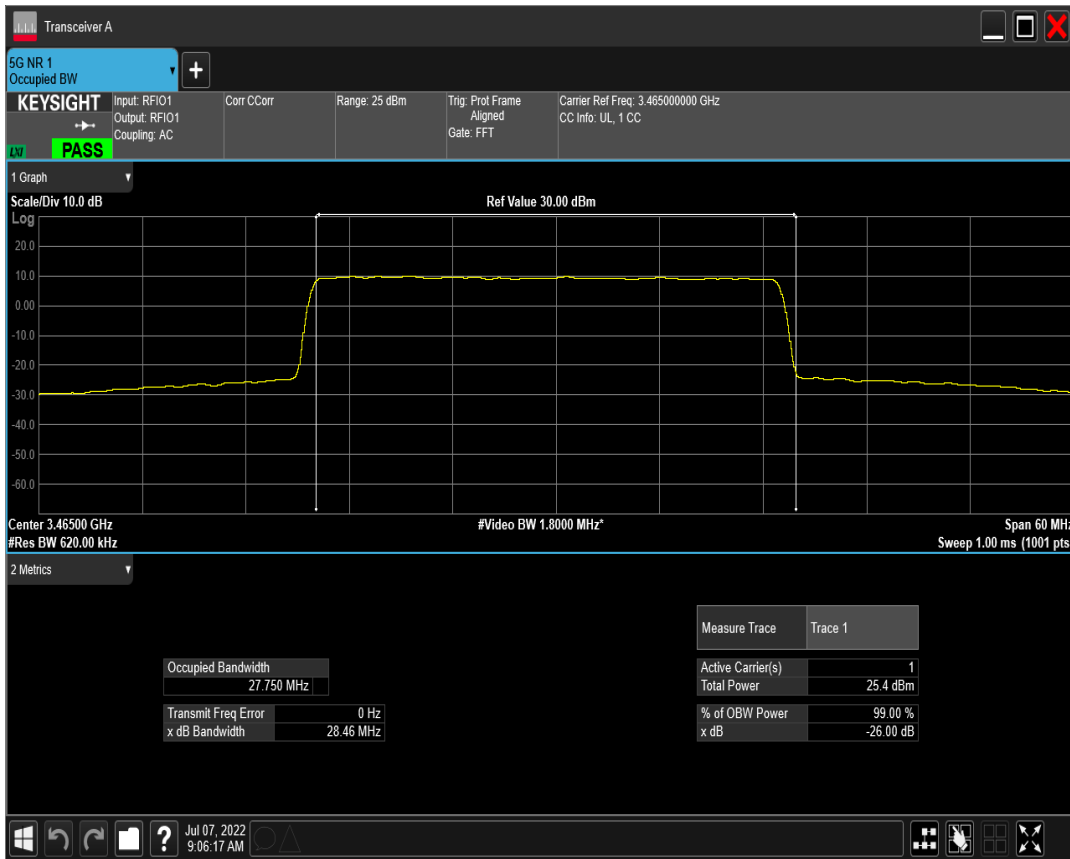 Transceiver A
5G NR 1
Occupied BW
+
KEYSIGHT
LXI
PASS
Input: RFIO1
Output: RFIO1
Coupling: AC
Corr CCorr
Range: 25 dBm
Trig: Prot Frame
Aligned
Gate: FFT
Carrier Ref Freq: 3.465000000 GHz
CC Info: UL, 1 CC
1 Graph
Scale/Div 10.0 dB
Ref Value 30.00 dBm
Log
20.0
10.0
0.00
-10.0
-20.0
-30.0
-40.0
-50.0
-60.0
Center 3.46500 GHz
#Video BW 1.8000 MHz*
Span 60 MHz
#Res BW 620.00 kHz
Sweep 1.00 ms (1001 pts
2 Metrics
Measure Trace Trace 1
Occupied Bandwidth
27.750 MHz
Active Carrier(s) 1
Total Power 25.4 dBm
Transmit Freq Error 0 Hz
x dB Bandwidth 28.46 MHz
% of OBW Power 99.00 %
x dB -26.00 dB
?
Jul 07, 2022
9:06:17 AM